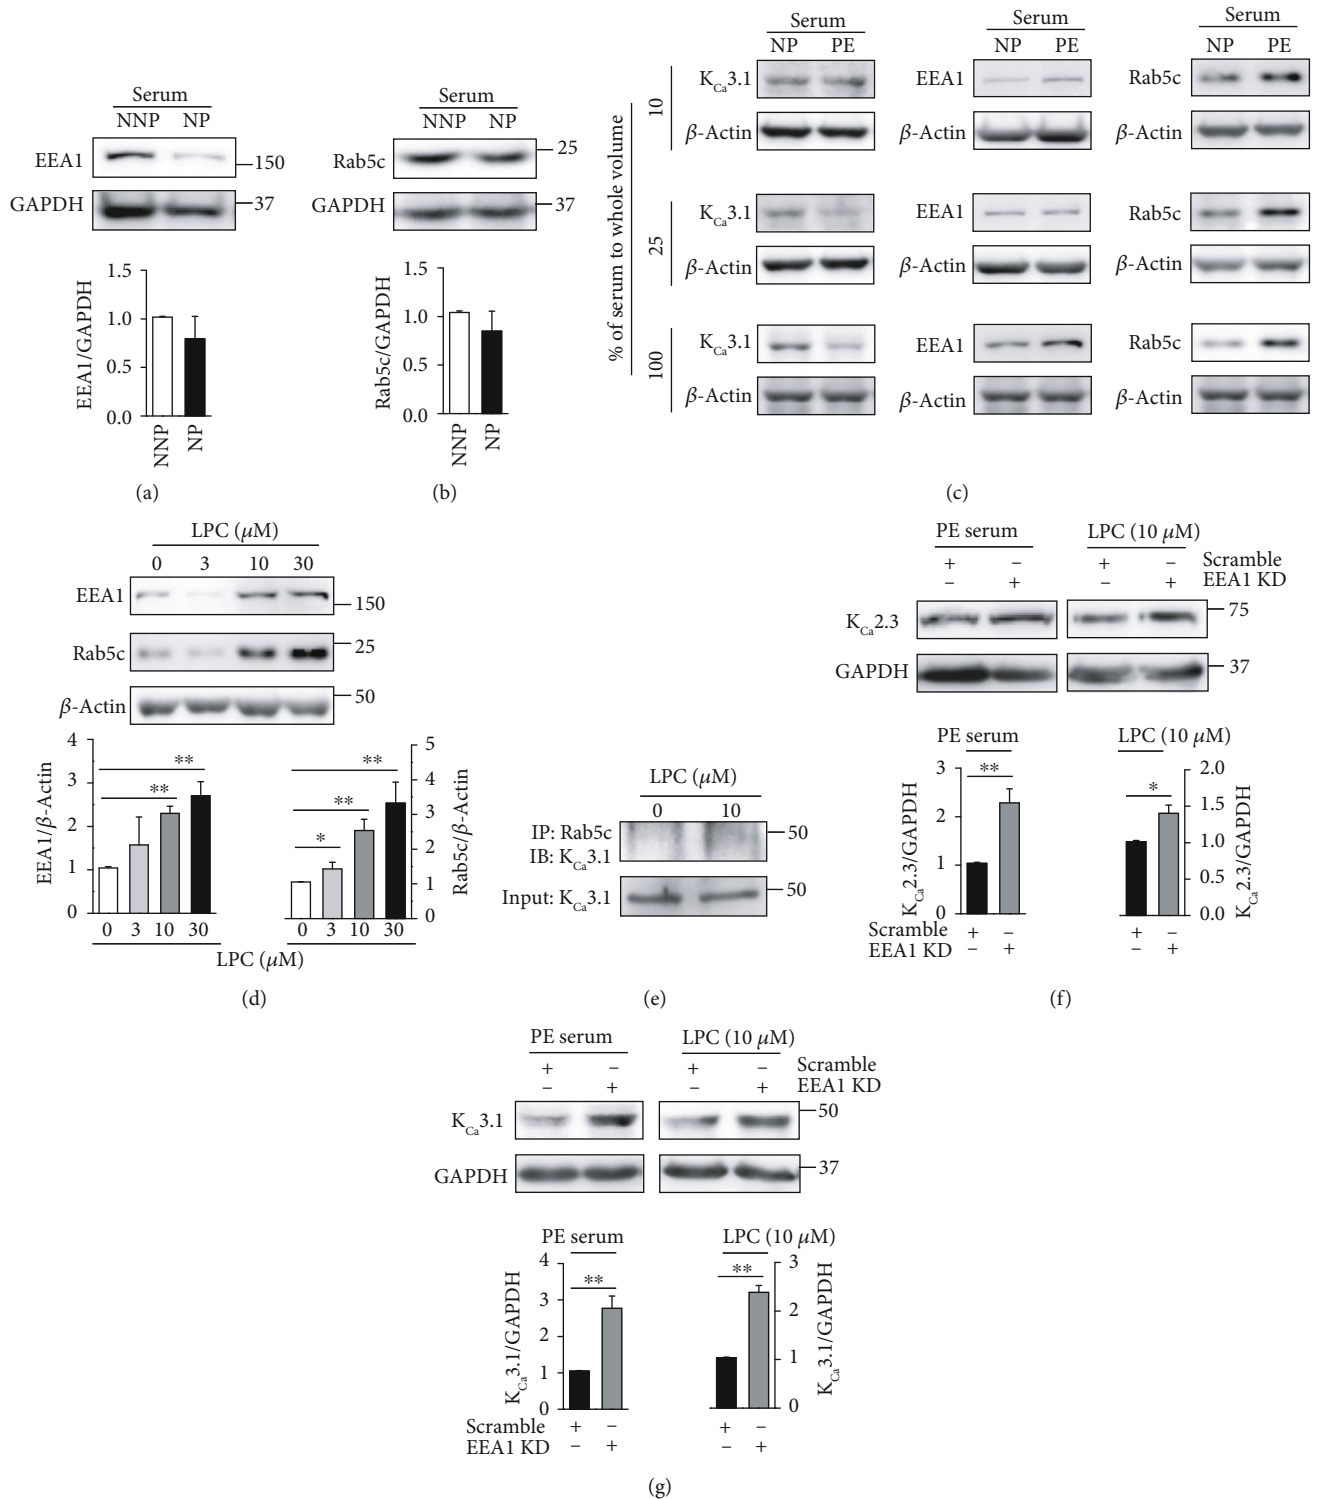 Serum
NNP NP
EEA1
150
GAPDH
37
1.5
1.0
0.5
0.0
EEA1/GAPDH
NNP
NP
(a)
Serum
NNP NP
Rab5c
25
GAPDH
37
1.5
1.0
0.5
0.0
Rab5c/GAPDH
NNP
NP
(b)
% of serum to whole volume
10
25
100
Serum
NP PE
KCa3.1
β-Actin
KCa3.1
β-Actin
KCa3.1
β-Actin
Serum
NP PE
EEA1
β-Actin
EEA1
β-Actin
EEA1
β-Actin
Serum
NP PE
Rab5c
β-Actin
Rab5c
β-Actin
Rab5c
β-Actin
(c)
LPC (μM)
0 3 10 30
EEA1
150
Rab5c
25
β-Actin
50
4
3
2
1
0
EEA1/β-Actin
**
**
0 3 10 30
5
4
3
2
1
0
Rab5c/β-Actin
**
**
*
0 3 10 30
LPC (μM)
(d)
LPC (μM)
0 10
IP: Rab5c
IB: KCa3.1
50
Input: KCa3.1
50
(e)
PE serum
LPC (10 μM)
+ − + − Scramble
− + − + EEA1 KD
KCa2.3
75
GAPDH
37
PE serum
3
2
1
0
KCa2.3/GAPDH
**
LPC (10 μM)
2.0
1.5
1.0
0.5
0.0
KCa2.3/GAPDH
*
Scramble + − + −
EEA1 KD − + − +
(f)
PE serum
LPC (10 μM)
+ − + − Scramble
− + − + EEA1 KD
KCa3.1
50
GAPDH
37
PE serum
4
3
2
1
0
KCa3.1/GAPDH
**
LPC (10 μM)
3
2
1
0
KCa3.1/GAPDH
**
Scramble + − + −
EEA1 KD − + − +
(g)